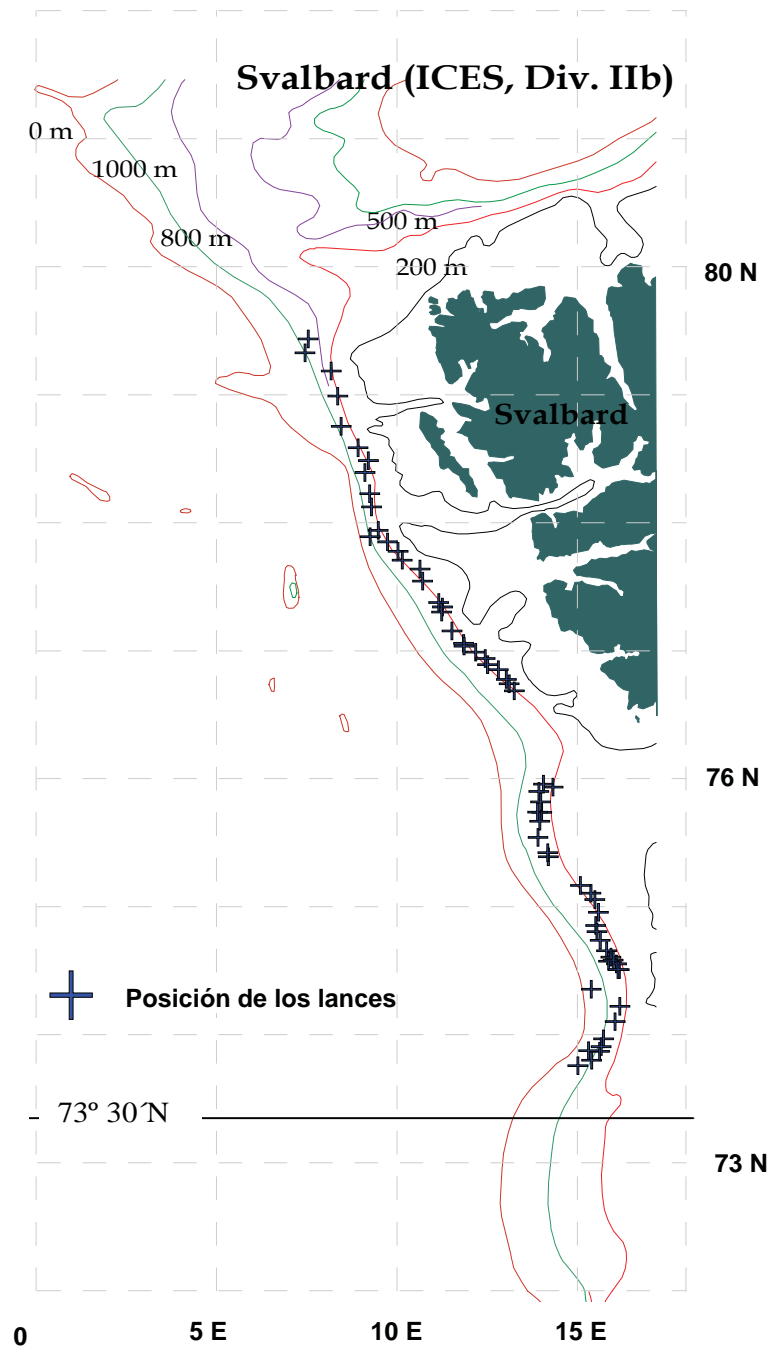 Svalbard (ICES, Div. IIb)
0 m
1000 m
800 m
500 m
200 m
80 N
Svalbard
76 N
Posición de los lances
73º 30´N
73 N
0
5 E
10 E
15 E